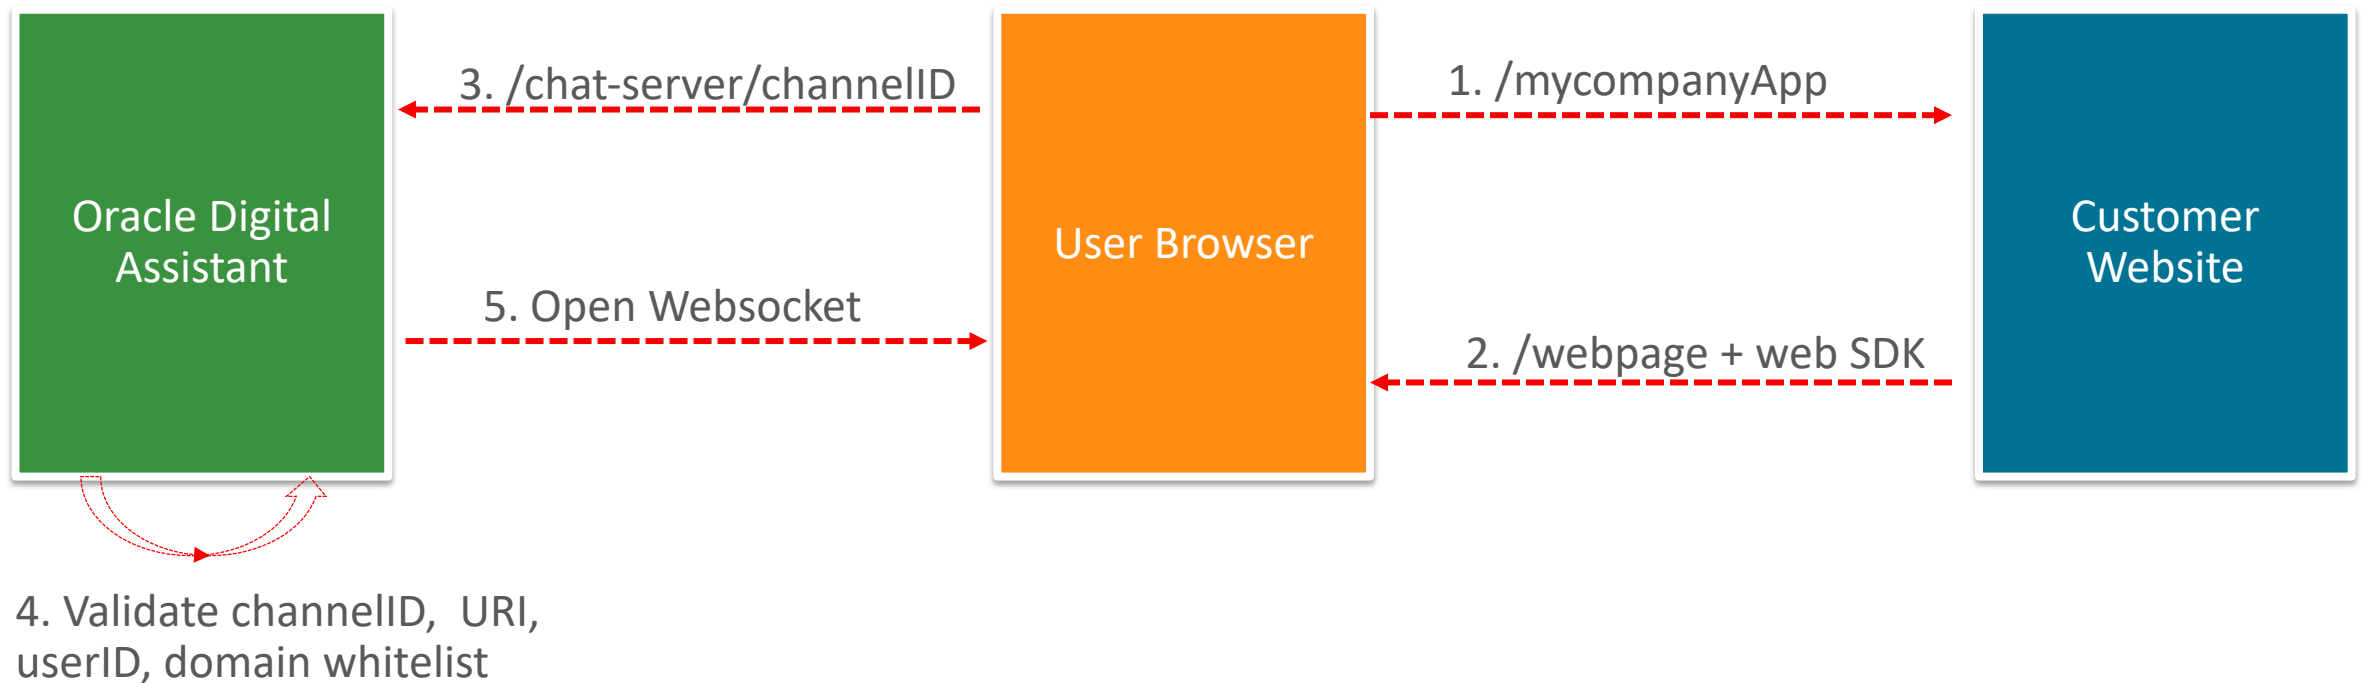 3. /chat-server/channelID
1. /mycompanyApp
Oracle Digital
Assistant
User Browser
Customer
Website
5. Open Websocket
2. /webpage + web SDK
4. Validate channelID,  URI,
userID, domain whitelist